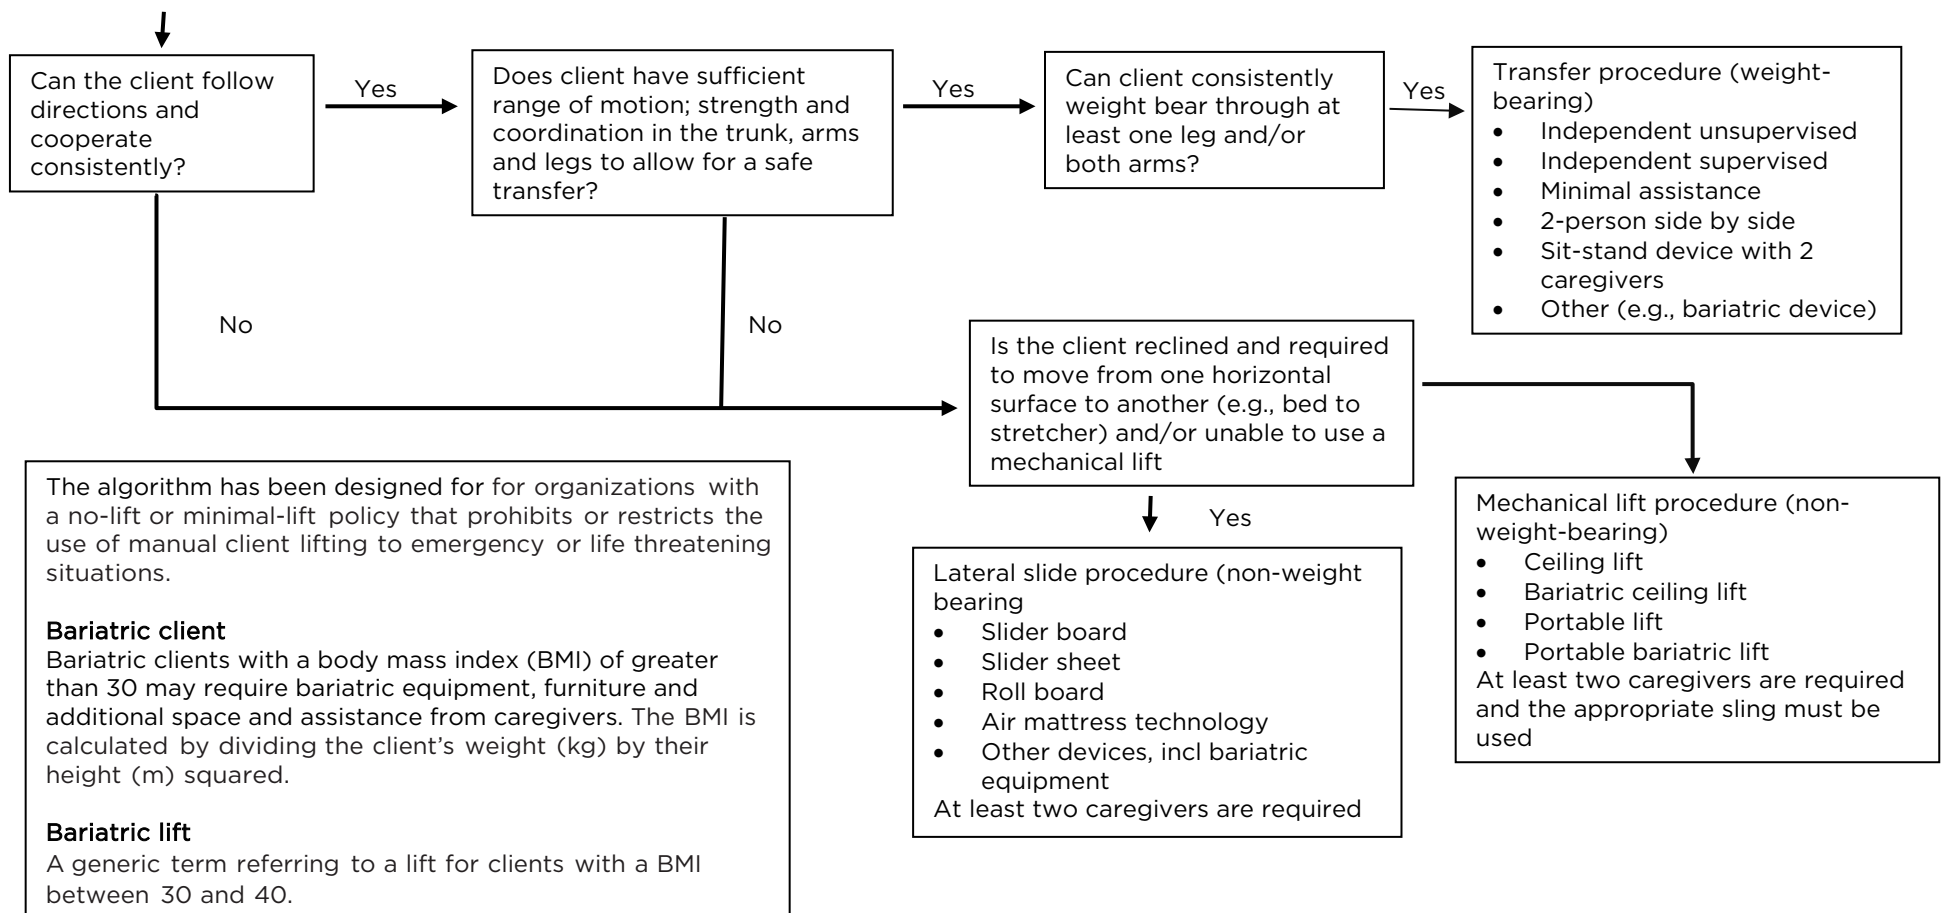 Can the client follow
directions and
cooperate
consistently?
Yes
Does client have sufficient
range of motion; strength and
coordination in the trunk, arms
and legs to allow for a safe
transfer?
Yes
Can client consistently
weight bear through at
least one leg and/or
both arms?
Yes
Transfer procedure (weight-
bearing)
• Independent unsupervised
• Independent supervised
• Minimal assistance
• 2-person side by side
• Sit-stand device with 2
caregivers
• Other (e.g., bariatric device)
No
No
Is the client reclined and required
to move from one horizontal
surface to another (e.g., bed to
stretcher) and/or unable to use a
mechanical lift
Yes
Lateral slide procedure (non-weight
bearing
• Slider board
• Slider sheet
• Roll board
• Air mattress technology
• Other devices, incl bariatric
equipment
At least two caregivers are required
Mechanical lift procedure (non-
weight-bearing)
• Ceiling lift
• Bariatric ceiling lift
• Portable lift
• Portable bariatric lift
At least two caregivers are required
and the appropriate sling must be
used
The algorithm has been designed for for organizations with
a no-lift or minimal-lift policy that prohibits or restricts the
use of manual client lifting to emergency or life threatening
situations.
Bariatric client
Bariatric clients with a body mass index (BMI) of greater
than 30 may require bariatric equipment, furniture and
additional space and assistance from caregivers. The BMI is
calculated by dividing the client's weight (kg) by their
height (m) squared.
Bariatric lift
A generic term referring to a lift for clients with a BMI
between 30 and 40.